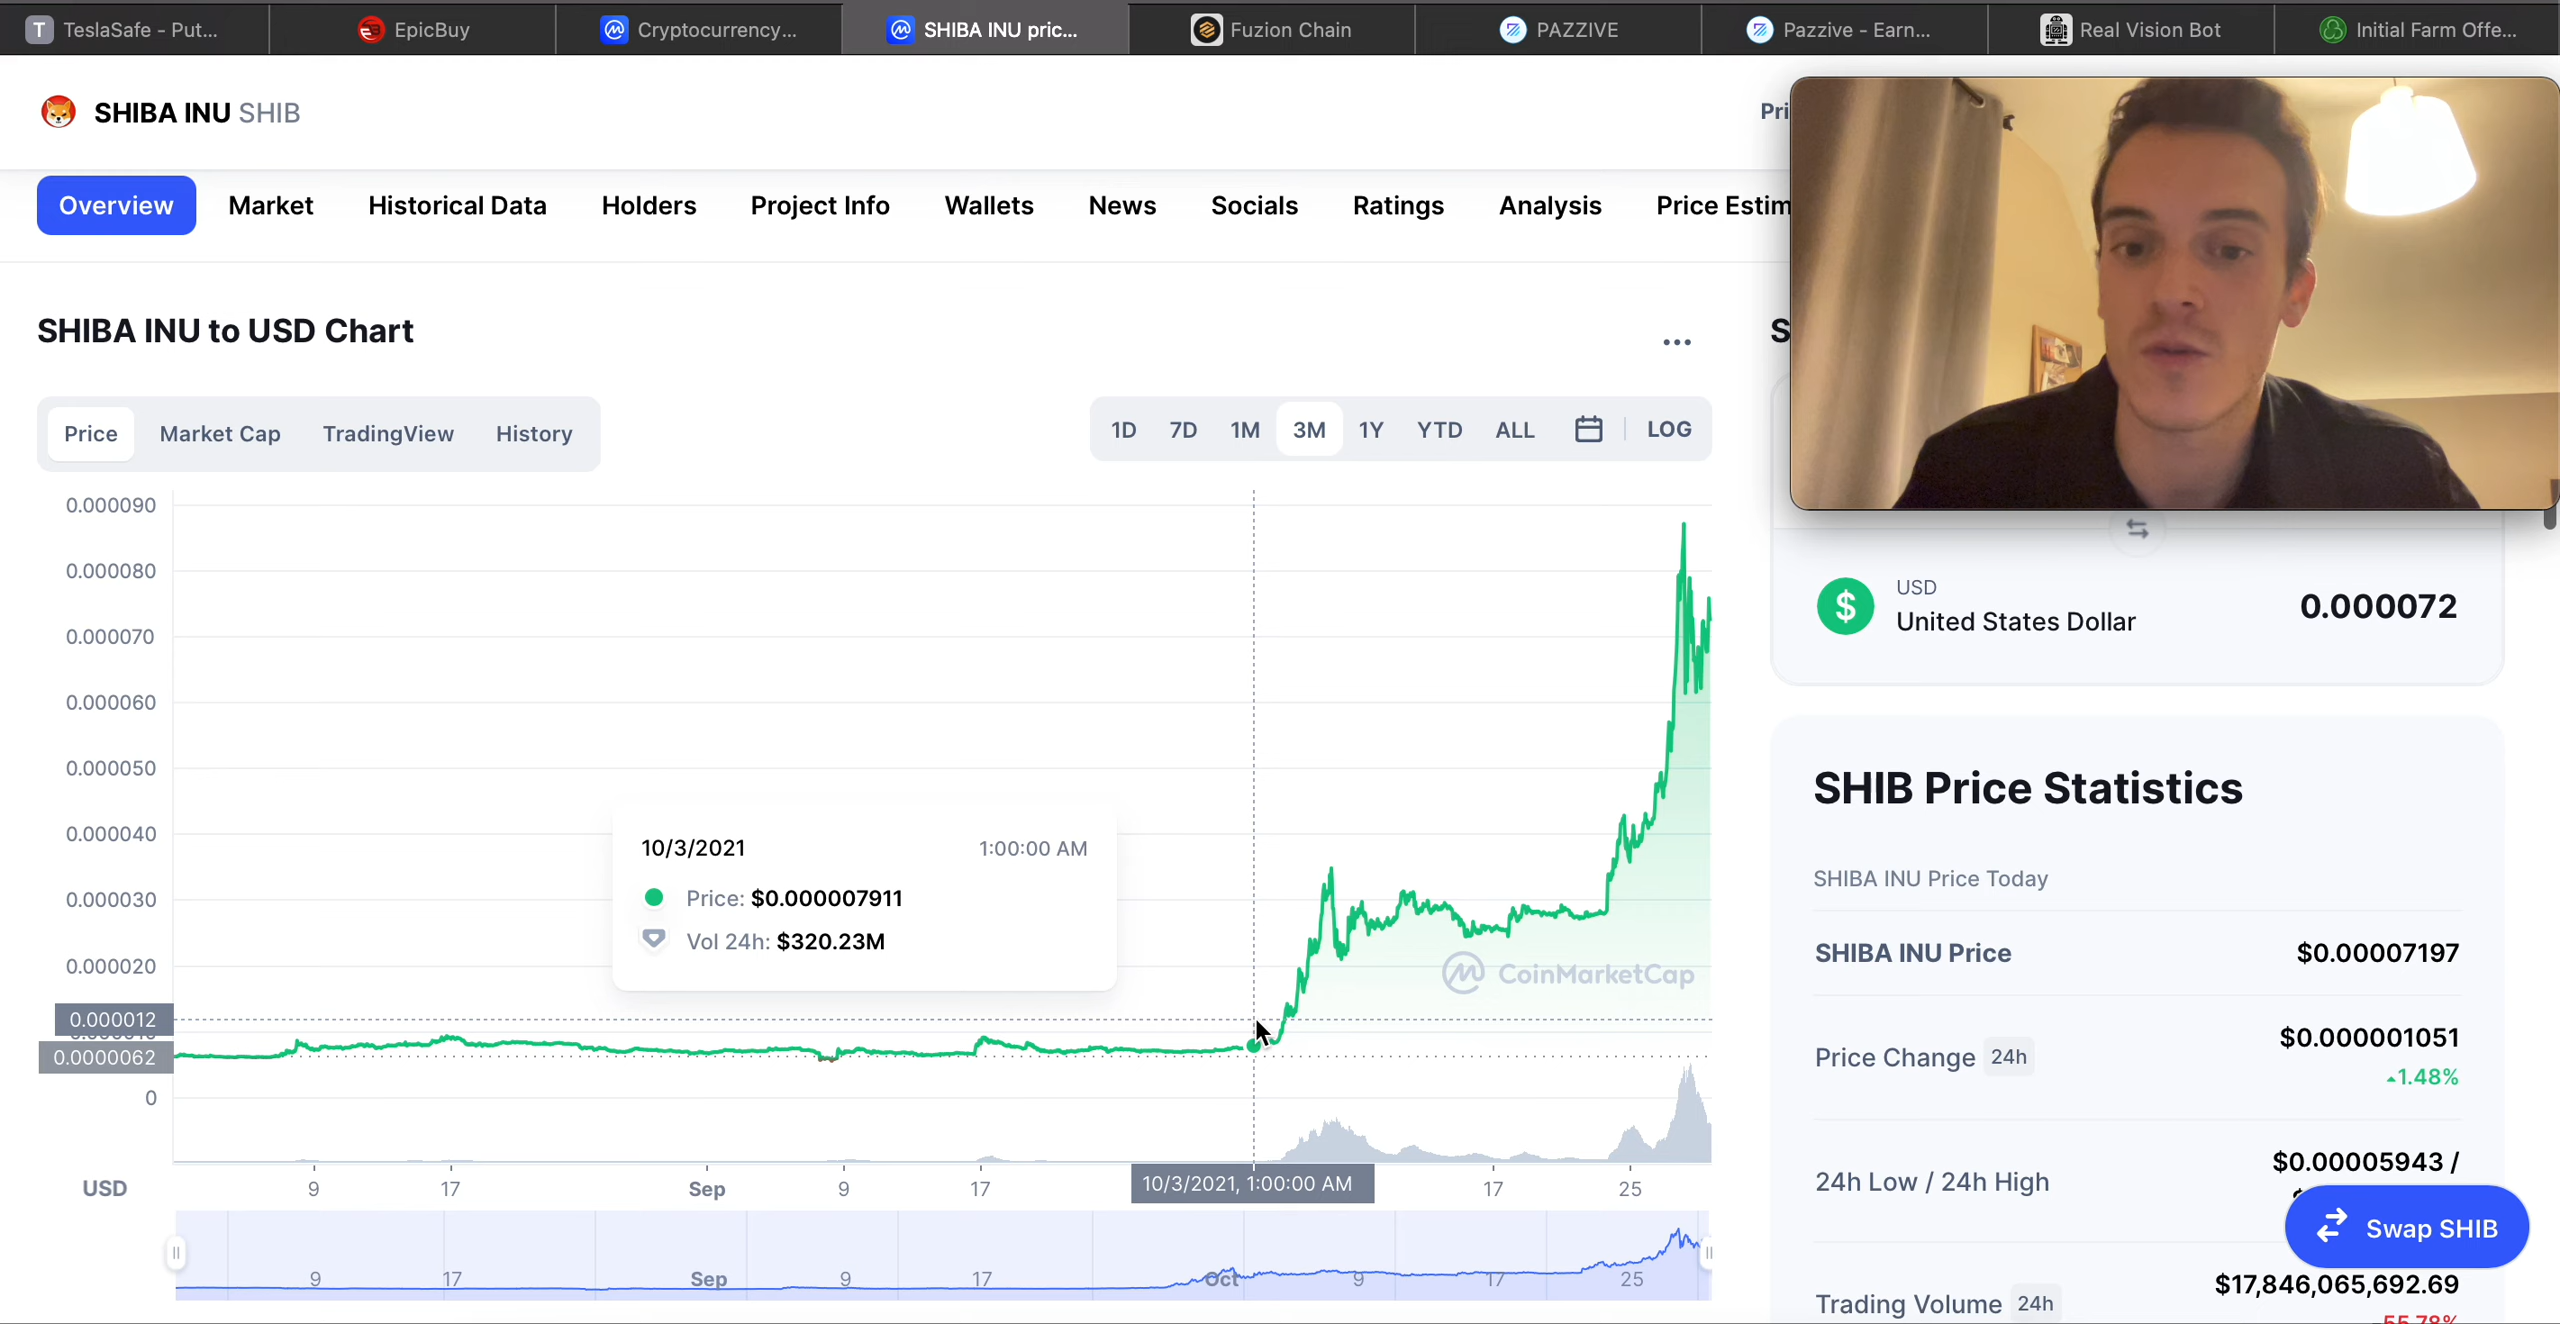 T TeslaSafe - Put...
EpicBuy
Cryptocurrency...
SHIBA INU pric...
Fuzion Chain
PAZZIVE
Pazzive - Earn...
Real Vision Bot
Initial Farm Offe...
SHIBA INU SHIB
Pri
Overview Market Historical Data Holders Project Info Wallets News Socials Ratings Analysis Price Estim
SHIBA INU to USD Chart
S
Price Market Cap TradingView History
1D 7D 1M 3M 1Y YTD ALL LOG
0.000090
0.000080
0.000070
0.000060
0.000050
0.000040
0.000030
0.000020
0.000012
0.0000062
0
10/3/2021 1:00:00 AM
Price: $0.000007911
Vol 24h: $320.23M
CoinMarketCap
USD
9 17 Sep 9 17 10/3/2021, 1:00:00 AM 17 25
9 17 Sep 9 17 Oct 9 17 25
$ USD
United States Dollar
0.000072
SHIB Price Statistics
SHIBA INU Price Today
SHIBA INU Price $0.00007197
Price Change 24h $0.000001051
1.48%
24h Low / 24h High $0.00005943 /
Swap SHIB
Trading Volume 24h $17,846,065,692.69
55.78%